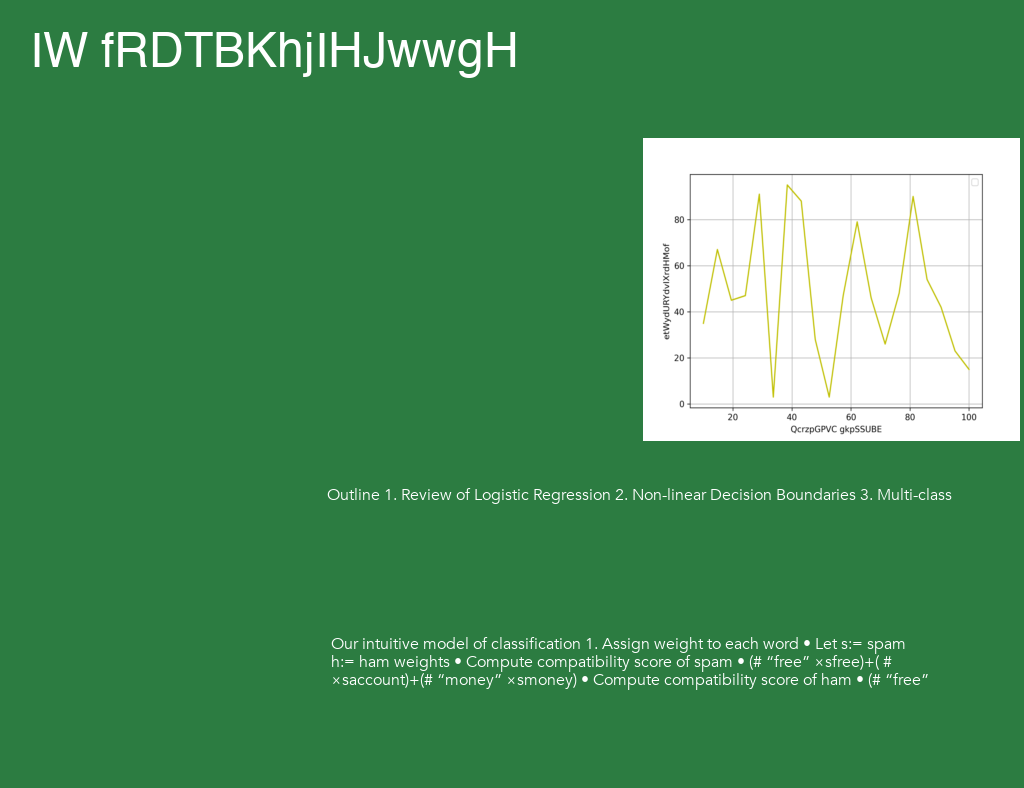 IW fRDTBKhjIHJwwgH
80
60
40
20
0
etWydURYdvIXrdHMof
20 40 60 80 100
QcrzpGPVC gkpSSUBE
Outline 1. Review of Logistic Regression 2. Non-linear Decision Boundaries 3. Multi-class
Our intuitive model of classification 1. Assign weight to each word • Let s:= spam
h:= ham weights • Compute compatibility score of spam • (# “free” ×sfree)+( #
×saccount)+(# “money” ×smoney) • Compute compatibility score of ham • (# “free”